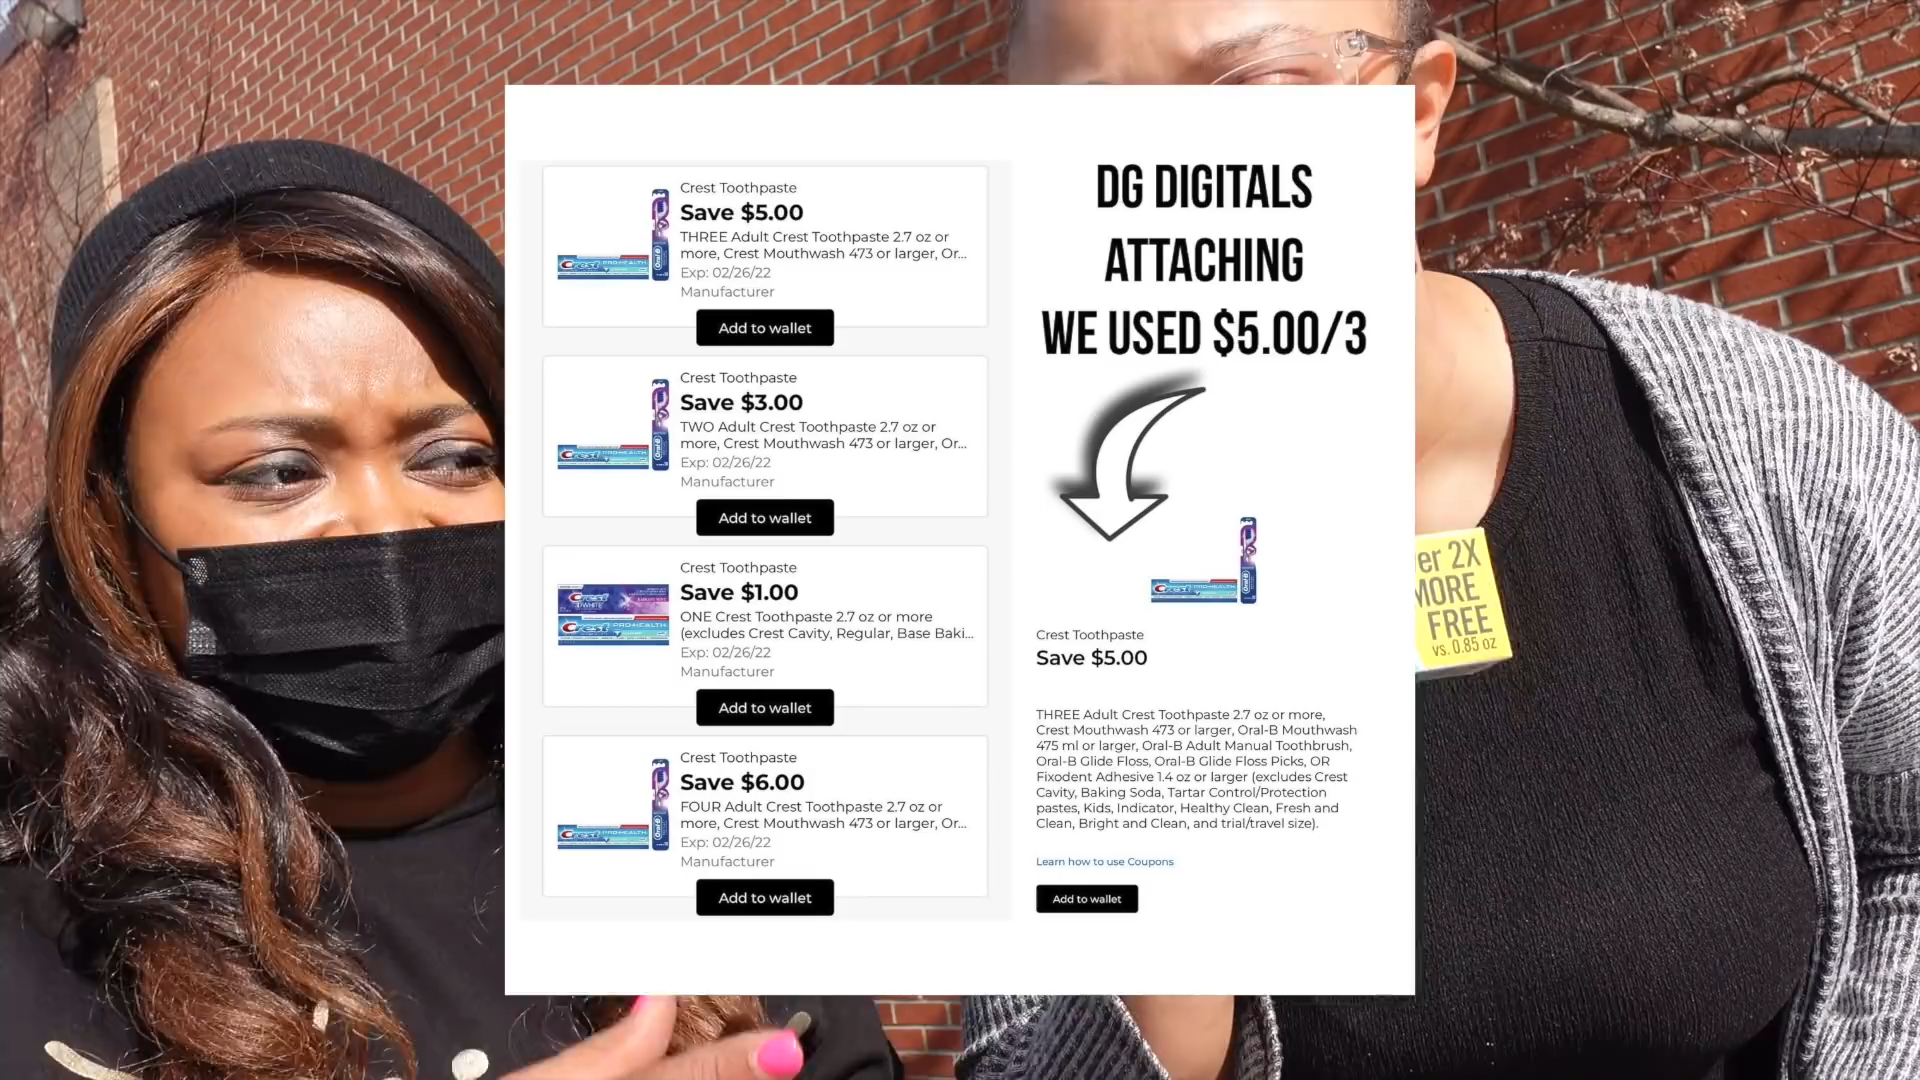 Crest Toothpaste
Save $5.00
THREE Adult Crest Toothpaste 2.7 oz or
more, Crest Mouthwash 473 or larger, Or...
Exp: 02/26/22
Manufacturer
Add to wallet
Crest Toothpaste
Save $3.00
TWO Adult Crest Toothpaste 2.7 oz or
more, Crest Mouthwash 473 or larger, Or...
Exp: 02/26/22
Manufacturer
Add to wallet
Crest Toothpaste
Save $1.00
ONE Crest Toothpaste 2.7 oz or more
(excludes Crest Cavity, Regular, Base Baki...
Exp: 02/26/22
Manufacturer
Add to wallet
Crest Toothpaste
Save $6.00
FOUR Adult Crest Toothpaste 2.7 oz or
more, Crest Mouthwash 473 or larger, Or...
Exp: 02/26/22
Manufacturer
Add to wallet
DG DIGITALS
ATTACHING
WE USED $5.00/3
Crest Toothpaste
Save $5.00
THREE Adult Crest Toothpaste 2.7 oz or more,
Crest Mouthwash 473 or larger, Oral-B Mouthwash
475 ml or larger, Oral-B Adult Manual Toothbrush,
Oral-B Glide Floss, Oral-B Glide Floss Picks, OR
Fixodent Adhesive 1.4 oz or larger (excludes Crest
Cavity, Baking Soda, Tartar Control/Protection
pastes, Kids, Indicator, Healthy Clean, Fresh and
Clean, Bright and Clean, and trial/travel size).
Learn how to use Coupons
Add to wallet
er 2X
MORE
FREE
vs. 0.85 oz